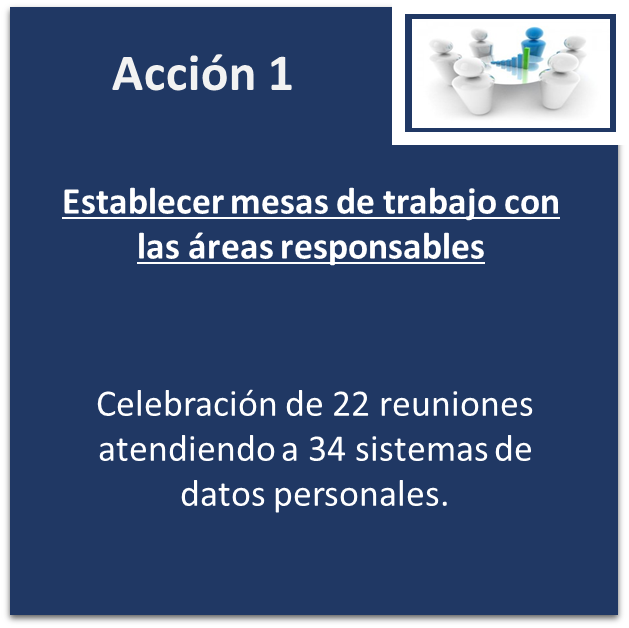 Acción 1
Establecer mesas de trabajo con
las áreas responsables
Celebración de 22 reuniones
atendiendo a 34 sistemas de
datos personales.